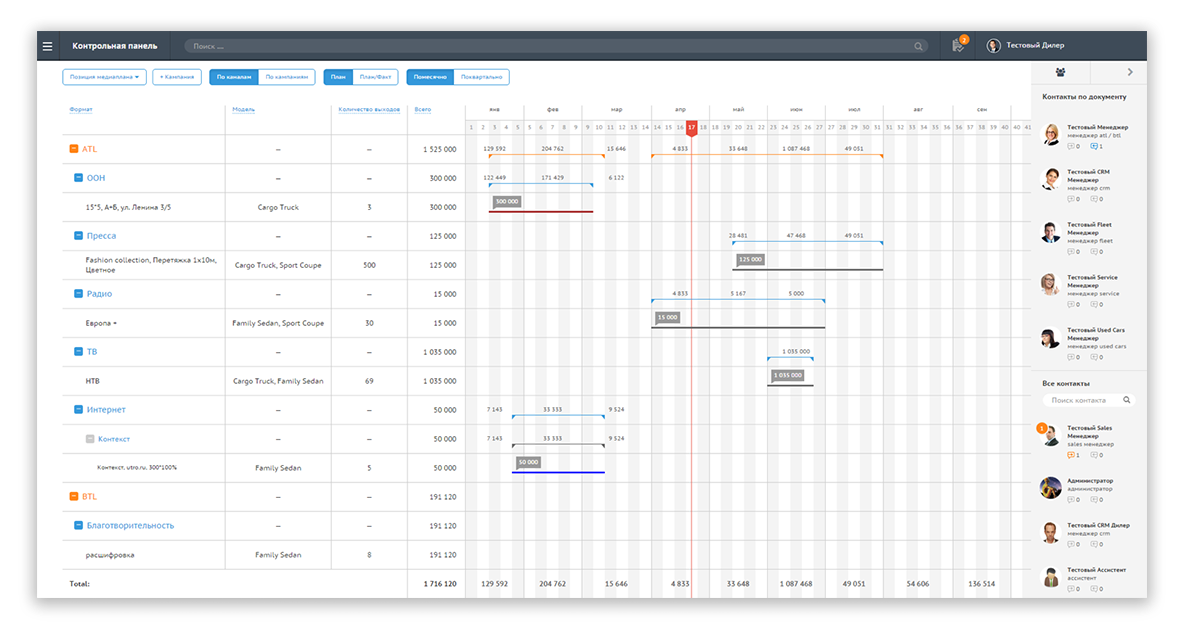 Контрольная панель
Поиск ...
2
Тестовый Дилер
Позиция медиаплана
+ Кампания
По каналам
По кампаниям
План
План/Факт
Помесячно
Поквартально
Формат Модель Количество выходов Всего янв фев мар апр май июн июл авг сен
1 2 3 4 5 5 6 7 8 9 9 10 11 12 13 14 14 15 16 17 18 18 19 20 21 22 22 23 24 25 26 27 27 28 29 30 31 31 32 33 34 35 35 36 37 38 39 40 40 41
ATL – – 1 525 000 129 592 204 762 15 646 4 833 33 648 1 087 468 49 051
OOH – – 300 000 122 449 171 429 6 122
15*5, А+Б, ул. Ленина 3/5 Cargo Truck 3 300 000 300 000
Пресса – – 125 000 28 481 47 468 49 051
Fashion collection, Перетяжка 1х10м,
Цветное Cargo Truck, Sport Coupe 500 125 000 125 000
Радио – – 15 000 4 833 5 167 5 000
Европа + Family Sedan, Sport Coupe 30 15 000 15 000
ТВ – – 1 035 000 1 035 000
НТВ Cargo Truck, Family Sedan 69 1 035 000 1 035 000
Интернет – – 50 000 7 143 33 333 9 524
Контекст – – 50 000 7 143 33 333 9 524
Контекст, utro.ru, 300*100% Family Sedan 5 50 000 50 000
BTL – – 191 120
Благотворительность – – 191 120
расшифровка Family Sedan 8 191 120
Total: 1 716 120 129 592 204 762 15 646 4 833 33 648 1 087 468 49 051 54 606 136 514
Контакты по документу
Тестовый Менеджер
менеджер atl / btl
0 1
Тестовый CRM
Менеджер
менеджер crm
0 0
Тестовый Fleet
Менеджер
менеджер fleet
0 0
Тестовый Service
Менеджер
менеджер service
0 0
Тестовый Used Cars
Менеджер
менеджер used cars
0 0
Все контакты
Поиск контакта
1
Тестовый Sales
Менеджер
sales менеджер
1 0
Администратор
администратор
0 0
Тестовый CRM Дилер
менеджер crm
0 0
Тестовый Ассистент
ассистент
0 0